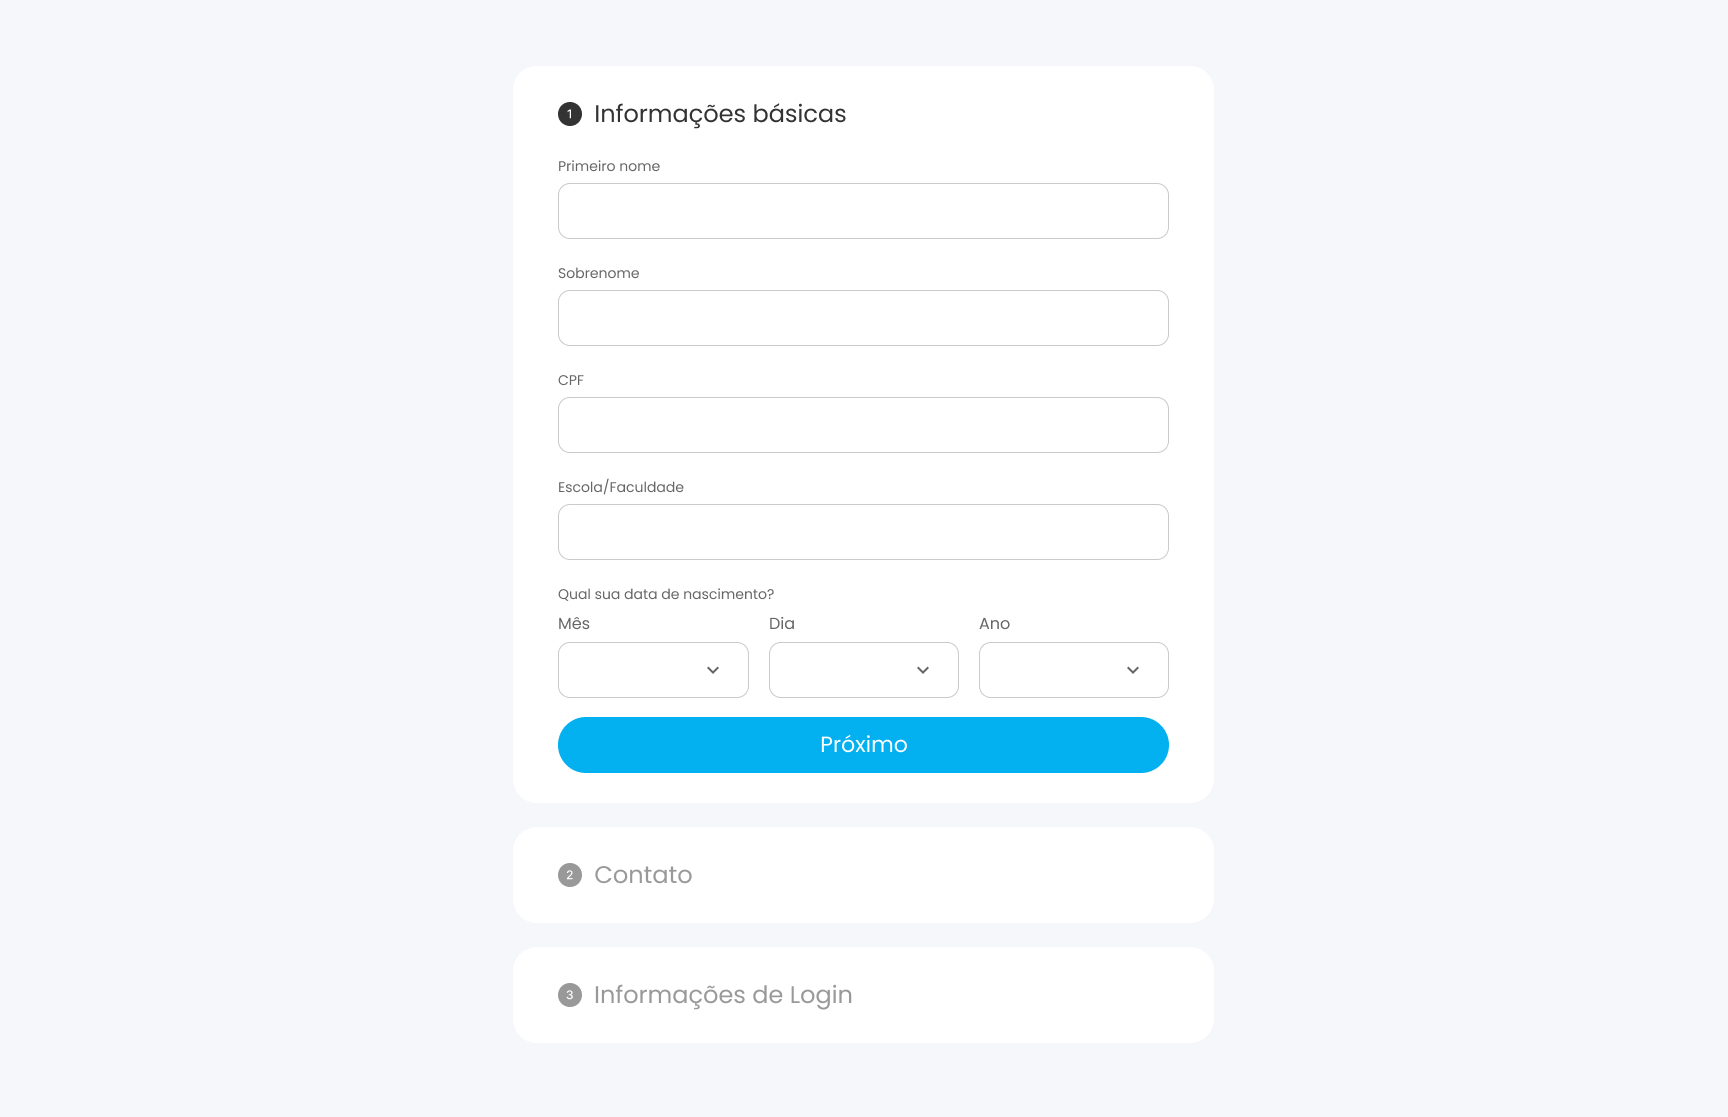 1 Informações básicas
Primeiro nome
Sobrenome
CPF
Escola/Faculdade
Qual sua data de nascimento?
Mês Dia Ano
Próximo
2 Contato
3 Informações de Login